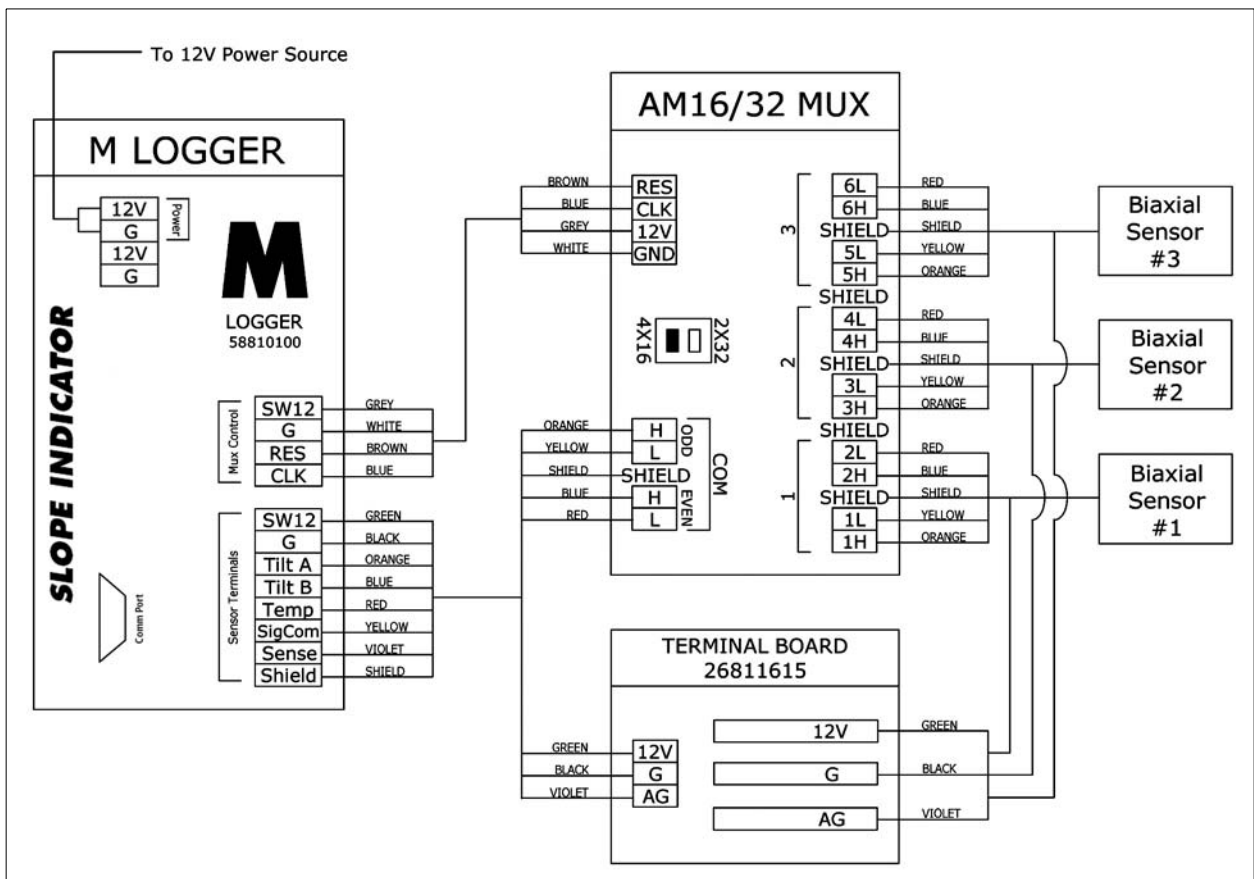 To 12V Power Source
M LOGGER
12V
G
12V
G
Power
M
LOGGER
58810100
SLOPE INDICATOR
Mux Control
SW12 GREY
G WHITE
RES BROWN
CLK BLUE
Sensor Terminals
SW12 GREEN
G BLACK
Tilt A ORANGE
Tilt B BLUE
Temp RED
SigCom YELLOW
Sense VIOLET
Shield SHIELD
Comm Port
AM16/32 MUX
BROWN RES
BLUE CLK
GREY 12V
WHITE GND
4X16
2X32
ORANGE H
YELLOW L
ODD
SHIELD SHIELD
BLUE H
RED L
EVEN
COM
3
6L RED
6H BLUE
SHIELD SHIELD
5L YELLOW
5H ORANGE
SHIELD
2
4L RED
4H BLUE
SHIELD SHIELD
3L YELLOW
3H ORANGE
SHIELD
1
2L RED
2H BLUE
SHIELD SHIELD
1L YELLOW
1H ORANGE
Biaxial
Sensor
#3
Biaxial
Sensor
#2
Biaxial
Sensor
#1
TERMINAL BOARD
26811615
GREEN 12V
BLACK G
VIOLET AG
12V GREEN
G BLACK
AG VIOLET